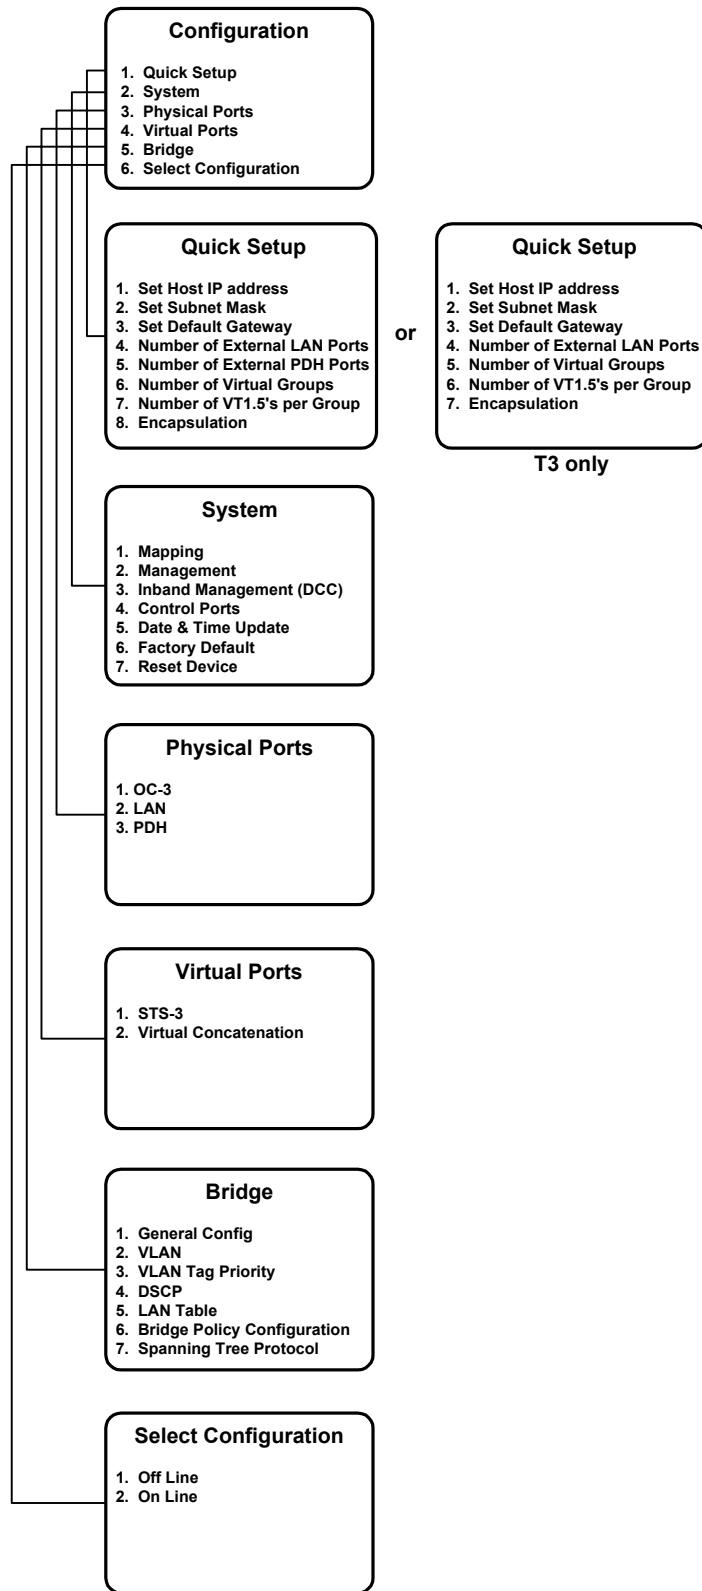 Configuration
1. Quick Setup
2. System
3. Physical Ports
4. Virtual Ports
5. Bridge
6. Select Configuration
Quick Setup
1. Set Host IP address
2. Set Subnet Mask
3. Set Default Gateway
4. Number of External LAN Ports
5. Number of External PDH Ports
6. Number of Virtual Groups
7. Number of VT1.5's per Group
8. Encapsulation
or
Quick Setup
1. Set Host IP address
2. Set Subnet Mask
3. Set Default Gateway
4. Number of External LAN Ports
5. Number of Virtual Groups
6. Number of VT1.5's per Group
7. Encapsulation
T3 only
System
1. Mapping
2. Management
3. Inband Management (DCC)
4. Control Ports
5. Date & Time Update
6. Factory Default
7. Reset Device
Physical Ports
1. OC-3
2. LAN
3. PDH
Virtual Ports
1. STS-3
2. Virtual Concatenation
Bridge
1. General Config
2. VLAN
3. VLAN Tag Priority
4. DSCP
5. LAN Table
6. Bridge Policy Configuration
7. Spanning Tree Protocol
Select Configuration
1. Off Line
2. On Line